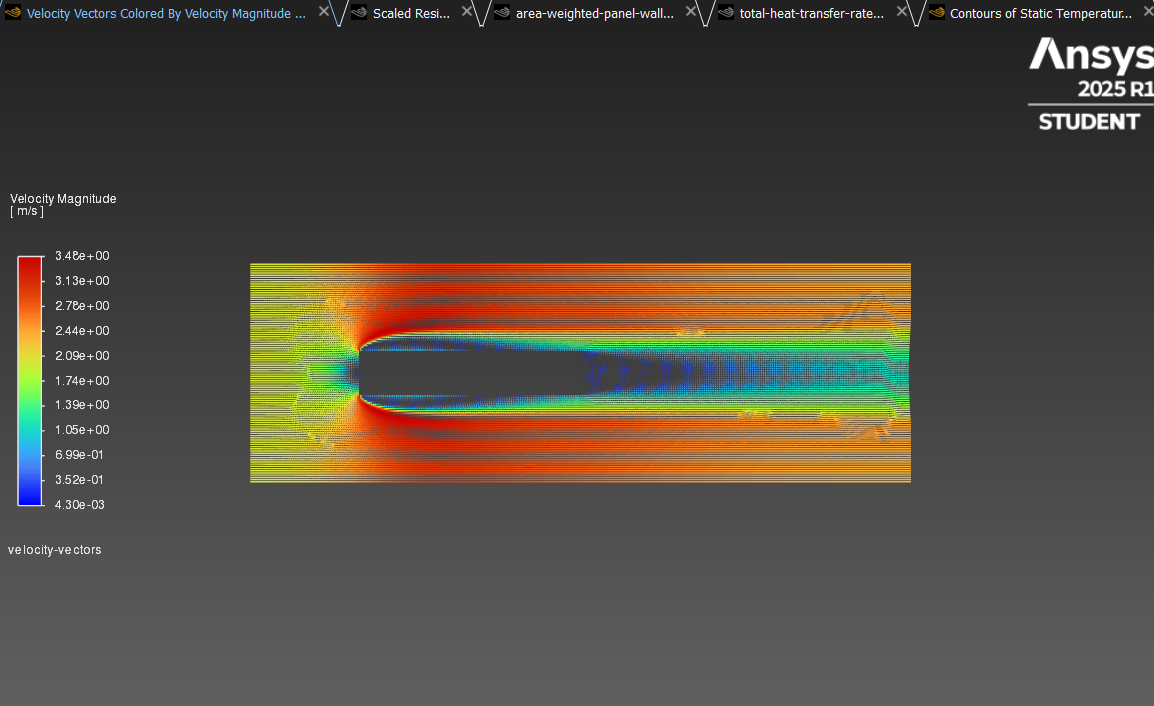 Velocity Vectors Colored By Velocity Magnitude ...
Scaled Resi...
area-weighted-panel-wall...
total-heat-transfer-rate...
Contours of Static Temperatur...
Ansys
2025 R1
STUDENT
Velocity Magnitude
[ m/s ]
3.48e+00
3.13e+00
2.78e+00
2.44e+00
2.09e+00
1.74e+00
1.39e+00
1.05e+00
6.99e-01
3.52e-01
4.30e-03
velocity-vectors